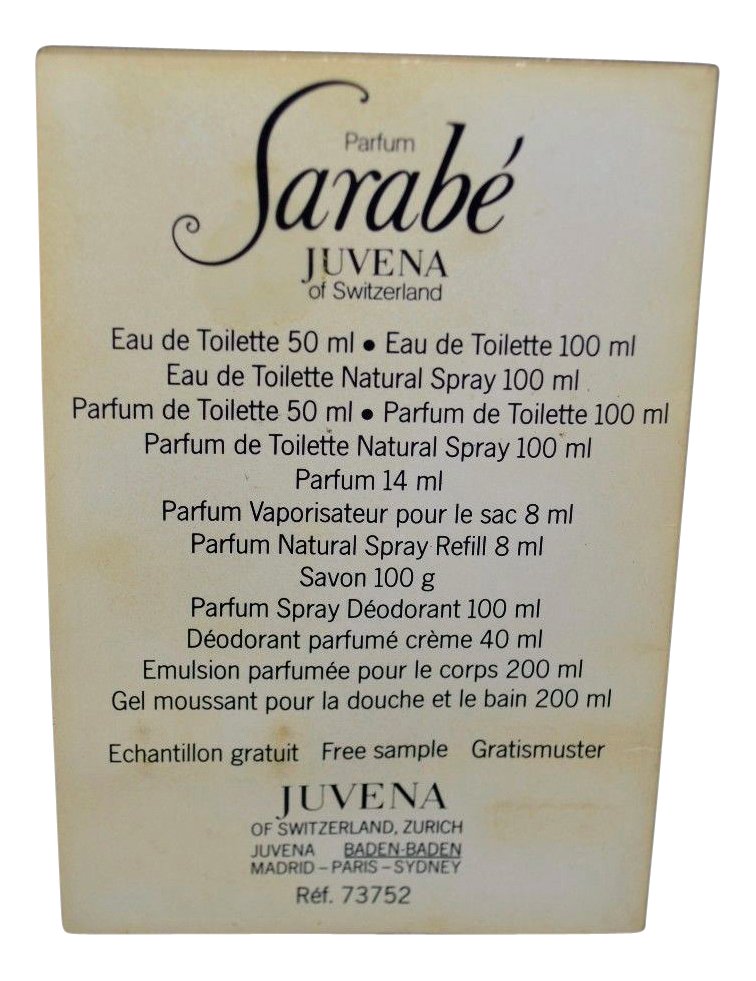 Parfum
Sarabé
JUVENA
of Switzerland
Eau de Toilette 50 ml • Eau de Toilette 100 ml
Eau de Toilette Natural Spray 100 ml
Parfum de Toilette 50 ml • Parfum de Toilette 100 ml
Parfum de Toilette Natural Spray 100 ml
Parfum 14 ml
Parfum Vaporisateur pour le sac 8 ml
Parfum Natural Spray Refill 8 ml
Savon 100 g
Parfum Spray Déodorant 100 ml
Déodorant parfumé crème 40 ml
Emulsion parfumée pour le corps 200 ml
Gel moussant pour la douche et le bain 200 ml
Echantillon gratuit Free sample Gratismuster
JUVENA
OF SWITZERLAND, ZURICH
JUVENA BADEN-BADEN
MADRID – PARIS – SYDNEY
Réf. 73752